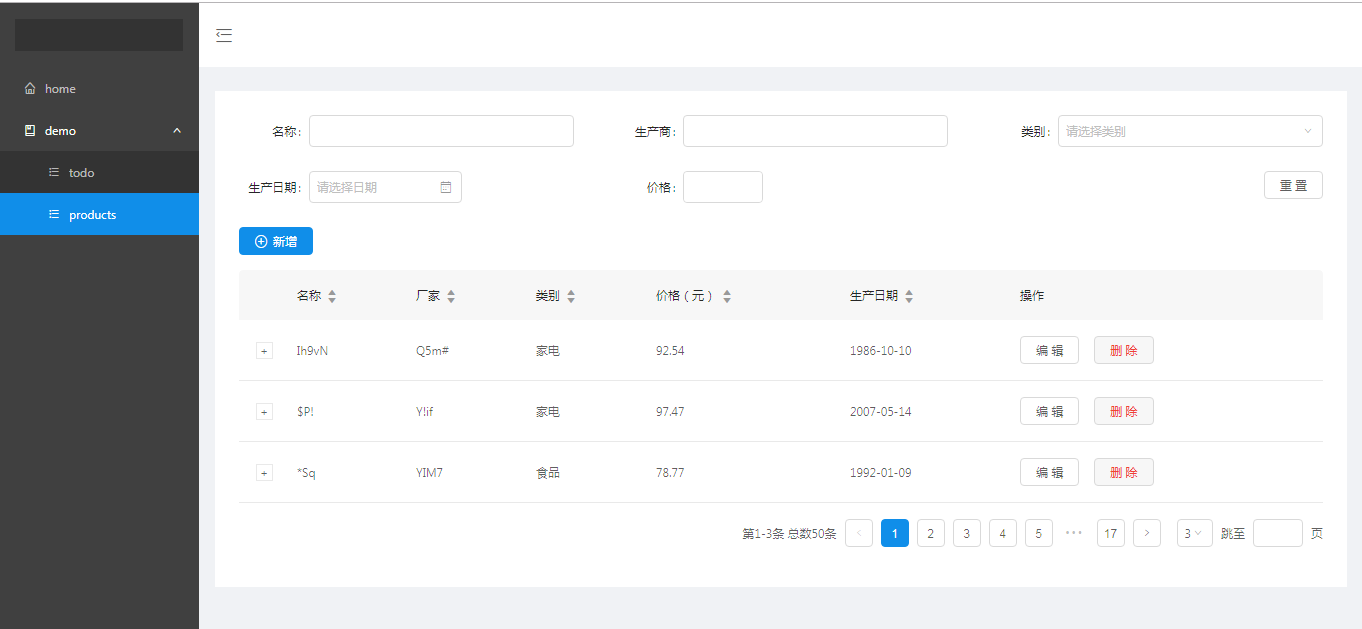 home
demo
todo
products
名称: 生产商: 类别: 请选择类别
生产日期: 请选择日期 价格: 重 置
新增
名称 厂家 类别 价格（元） 生产日期 操作
+ Ih9vN Q5m# 家电 92.54 1986-10-10 编 辑 删 除
+ $P! Y!if 家电 97.47 2007-05-14 编 辑 删 除
+ *Sq YIM7 食品 78.77 1992-01-09 编 辑 删 除
第1-3条 总数50条 < 1 2 3 4 5 ••• 17 > 3 跳至 页